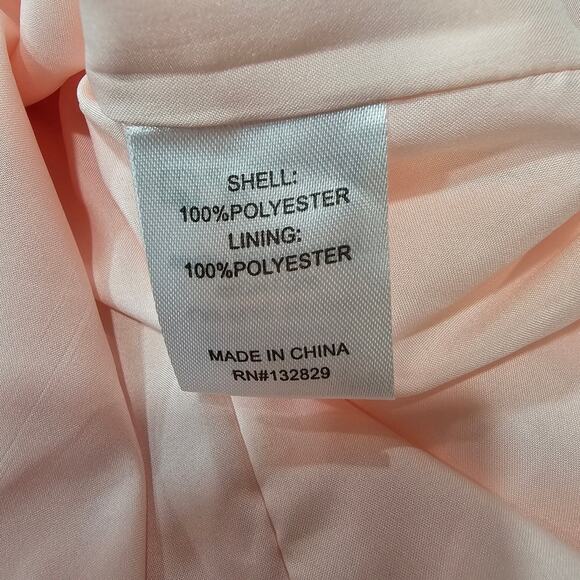 SHELL:
100%POLYESTER
LINING:
100%POLYESTER
MADE IN CHINA
RN#132829